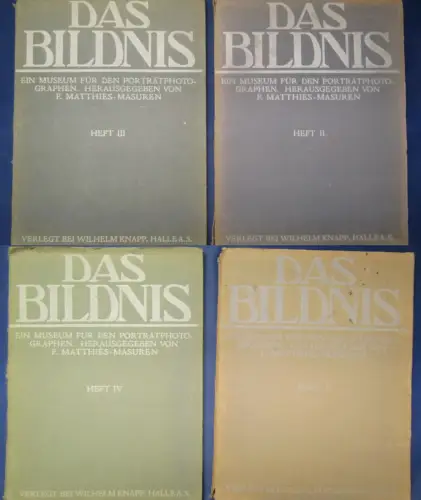 DAS
BILDNIS
EIN MUSEUM FÜR DEN PORTRÄTPHOTO-
GRAPHEN. HERAUSGEGEBEN VON
F. MATTHIES-MASUREN
HEFT III
VERLEGT BEI WILHELM KNAPP, HALLE A.S.
DAS
BILDNIS
EIN MUSEUM FÜR DEN PORTRÄTPHOTO-
GRAPHEN. HERAUSGEGEBEN VON
F. MATTHIES-MASUREN
HEFT II.
VERLEGT BEI WILHELM KNAPP, HALLE A.S.
DAS
BILDNIS
EIN MUSEUM FÜR DEN PORTRÄTPHOTO-
GRAPHEN. HERAUSGEGEBEN VON
F. MATTHIES-MASUREN
HEFT IV
VERLEGT BEI WILHELM KNAPP, HALLE A.S.
DAS
BILDNIS